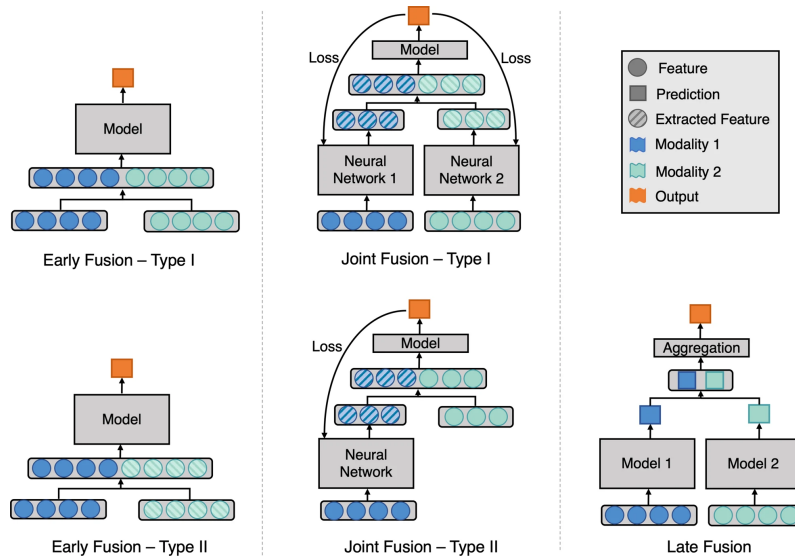 Model
Early Fusion – Type I
Loss
Model
Loss
Neural
Network 1
Neural
Network 2
Joint Fusion – Type I
Feature
Prediction
Extracted Feature
Modality 1
Modality 2
Output
Model
Early Fusion – Type II
Loss
Model
Neural
Network
Joint Fusion – Type II
Aggregation
Model 1
Model 2
Late Fusion